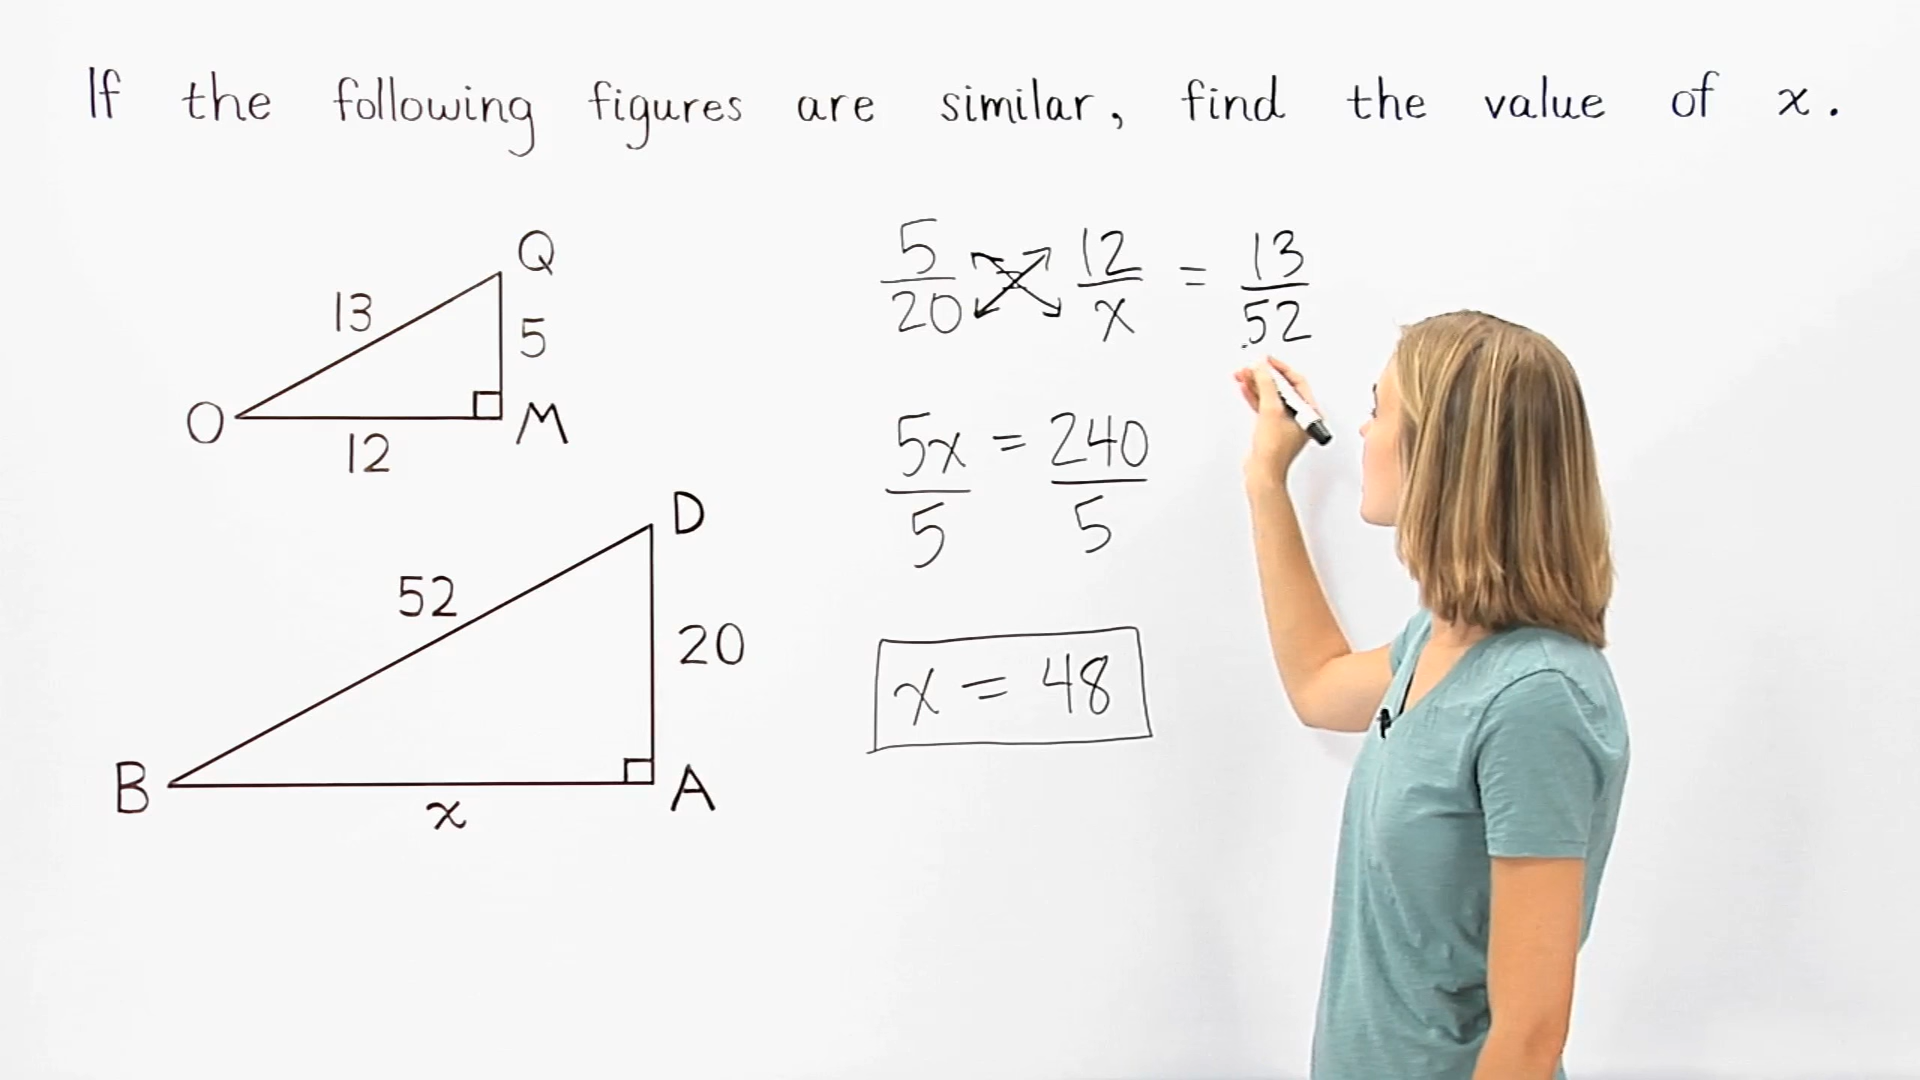 If the following figures are similar, find the value of x.
Q
13
5
O
M
12
D
52
20
B
A
x
5/20 = 12/x = 13/52
5x/5 = 240/5
x = 48